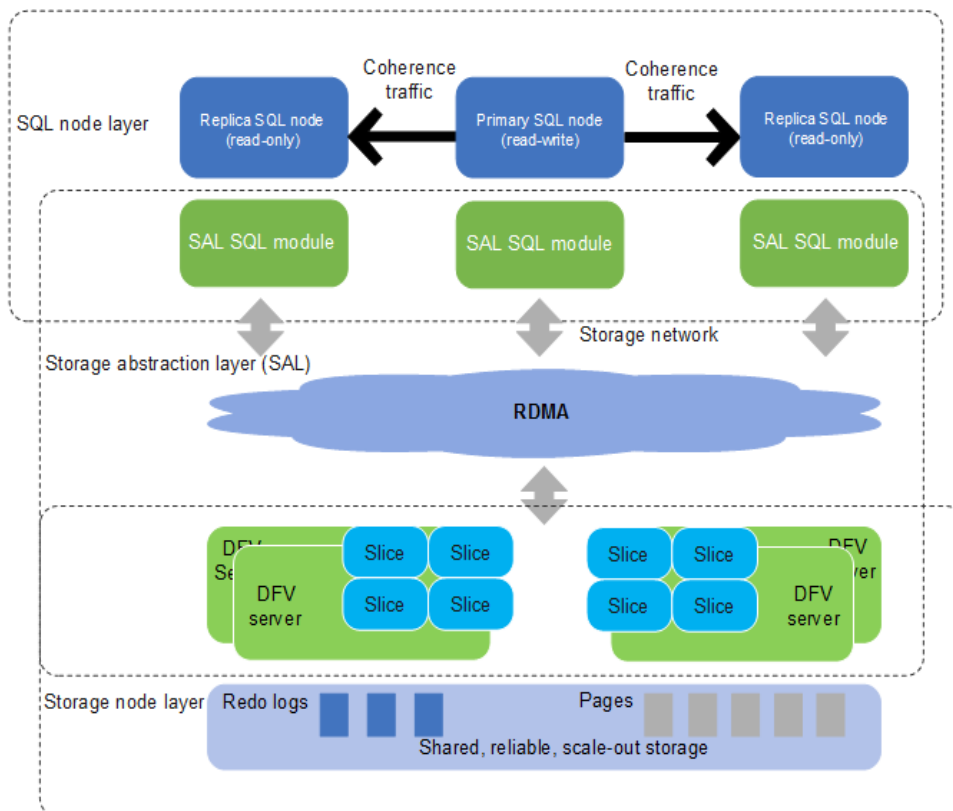 Coherence
traffic
Coherence
traffic
SQL node layer
Replica SQL node
(read-only)
Primary SQL node
(read-write)
Replica SQL node
(read-only)
SAL SQL module
SAL SQL module
SAL SQL module
Storage network
Storage abstraction layer (SAL)
RDMA
DFV
Slice
Slice
Slice
Slice
DFV
server
Slice
Slice
Slice
Slice
DFV
server
Storage node layer
Redo logs
Pages
Shared, reliable, scale-out storage